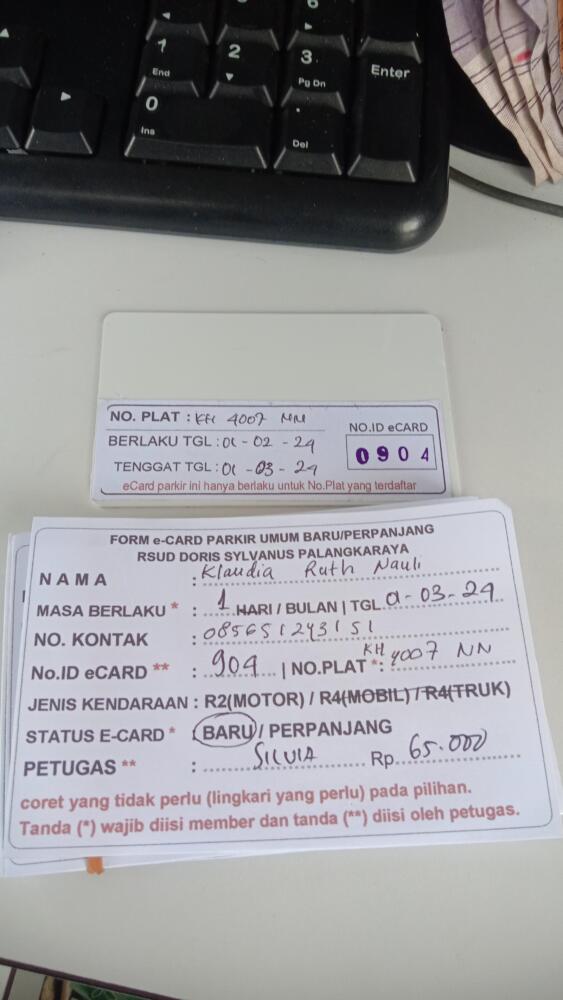 6
1
End
2
3
Pg Dn
Enter
0
Ins
.
Del
NO. PLAT : KH 4007 NN
BERLAKU TGL : 01 - 02 - 24
NO.ID eCARD
TENGGAT TGL : 01 - 03 - 24
0904
eCard parkir ini hanya berlaku untuk No.Plat yang terdaftar
FORM e-CARD PARKIR UMUM BARU/PERPANJANG
RSUD DORIS SYLVANUS PALANGKARAYA
NAMA : Klaudia Ruth Nauli
MASA BERLAKU * : 1 HARI / BULAN | TGL 01-03-24
NO. KONTAK : 085651243151
No.ID eCARD ** : 904 | NO.PLAT *: KH 4007 NN
JENIS KENDARAAN : R2(MOTOR) / R4(MOBIL) / R4(TRUK)
STATUS E-CARD * (BARU / PERPANJANG
PETUGAS ** : SILVIA Rp. 65.000
coret yang tidak perlu (lingkari yang perlu) pada pilihan.
Tanda (*) wajib diisi member dan tanda (**) diisi oleh petugas.